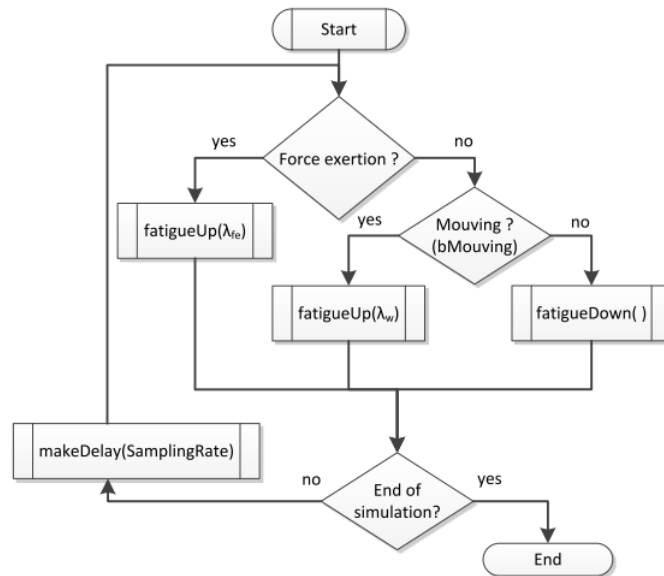 Start
yes
Force exertion ?
no
fatigueUp(λfe)
yes
Mouving ?
(bMouving)
no
fatigueUp(λw)
fatigueDown( )
makeDelay(SamplingRate)
no
End of
simulation?
yes
End